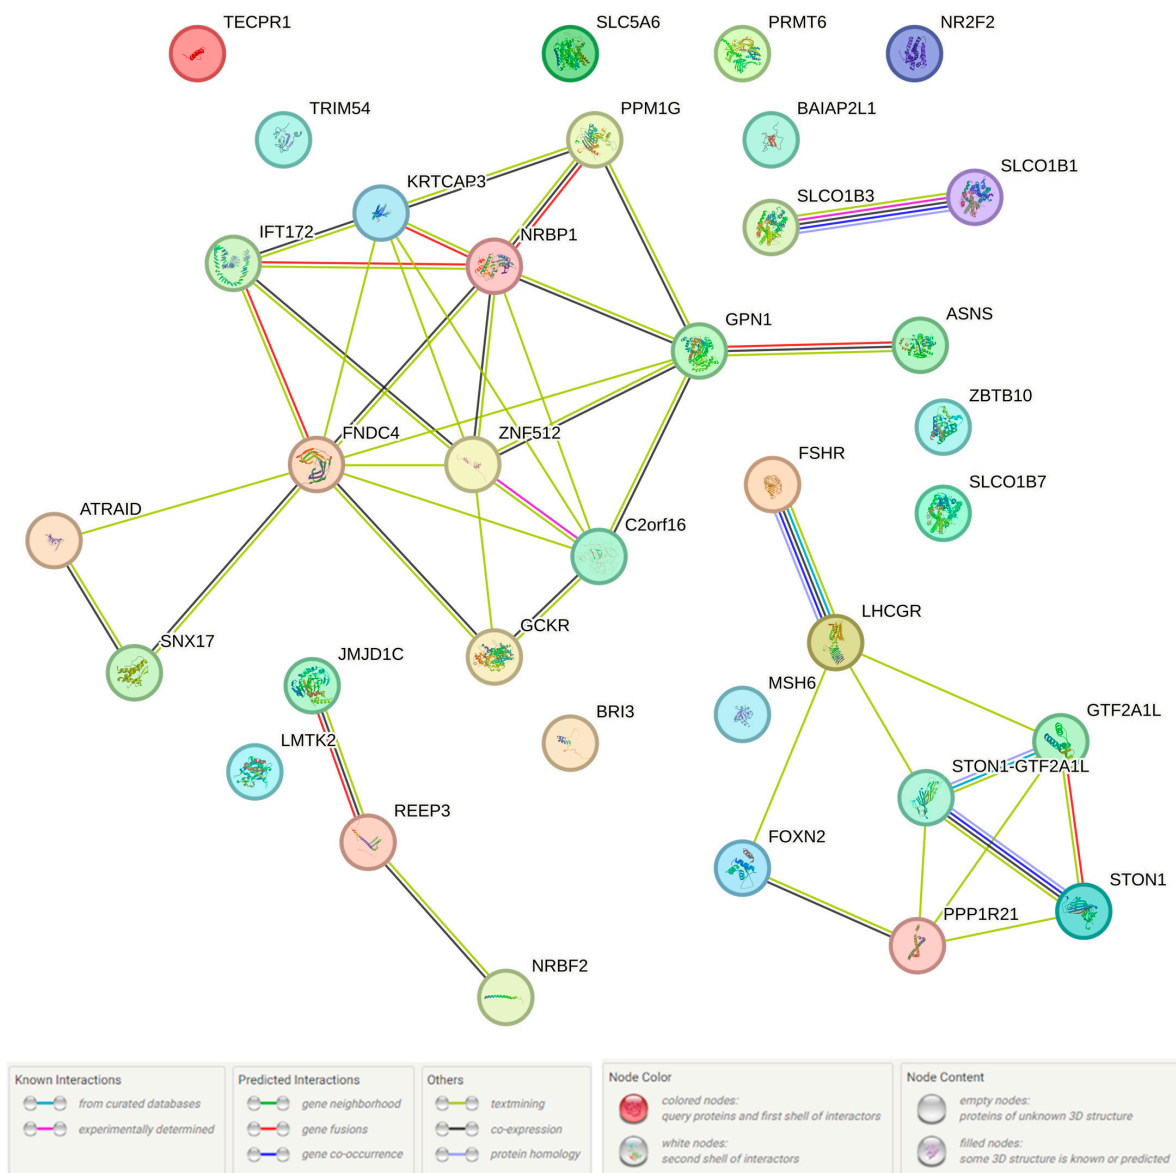 TECPR1
SLC5A6
PRMT6
NR2F2
TRIM54
PPM1G
BAIAP2L1
SLCO1B1
KRTCAP3
SLCO1B3
IFT172
NRBP1
GPN1
ASNS
ZBTB10
FNDC4
ZNF512
FSHR
SLCO1B7
ATRAID
C2orf16
LHCGR
SNX17
GCKR
JMJD1C
MSH6
BRI3
GTF2A1L
LMTK2
STON1-GTF2A1L
REEP3
FOXN2
STON1
PPP1R21
NRBF2
Known Interactions
from curated databases
experimentally determined
Predicted Interactions
gene neighborhood
gene fusions
gene co-occurrence
Others
textmining
co-expression
protein homology
Node Color
colored nodes:
query proteins and first shell of interactors
white nodes:
second shell of interactors
Node Content
empty nodes:
proteins of unknown 3D structure
filled nodes:
some 3D structure is known or predicted